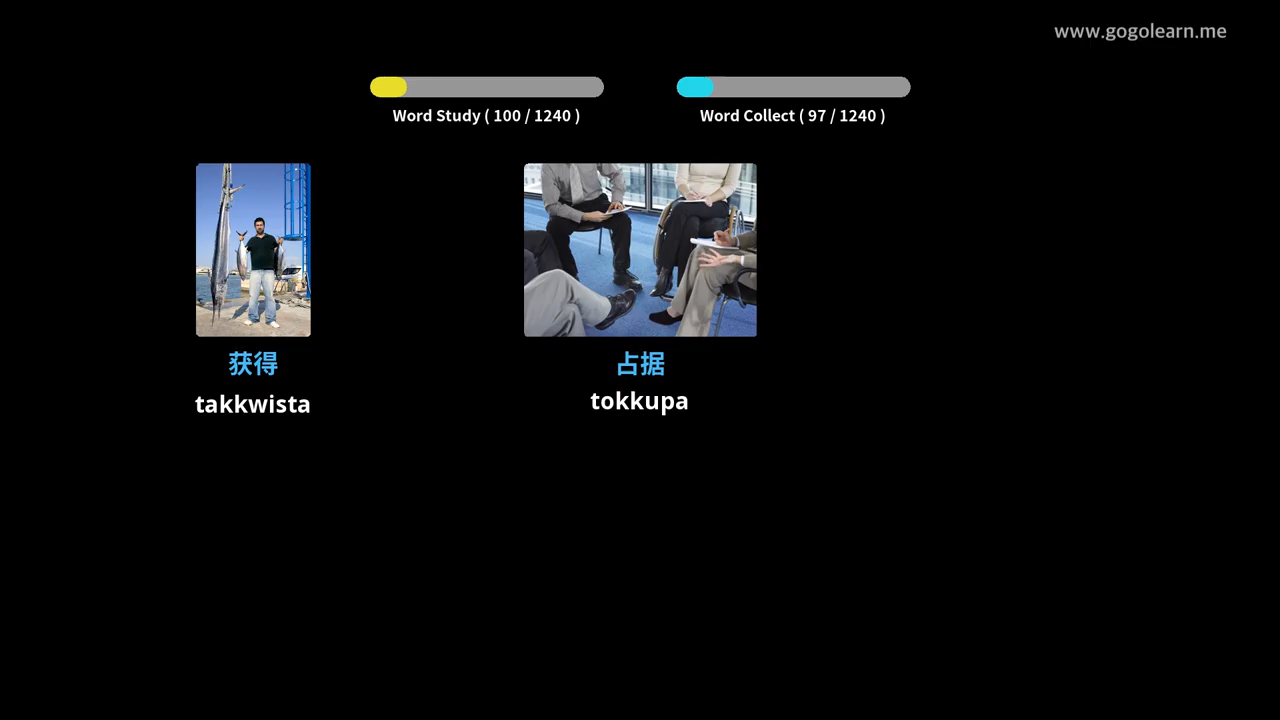 www.gogolearn.me
Word Study ( 100 / 1240 )
Word Collect ( 97 / 1240 )
获得
takkwista
占据
tokkupa